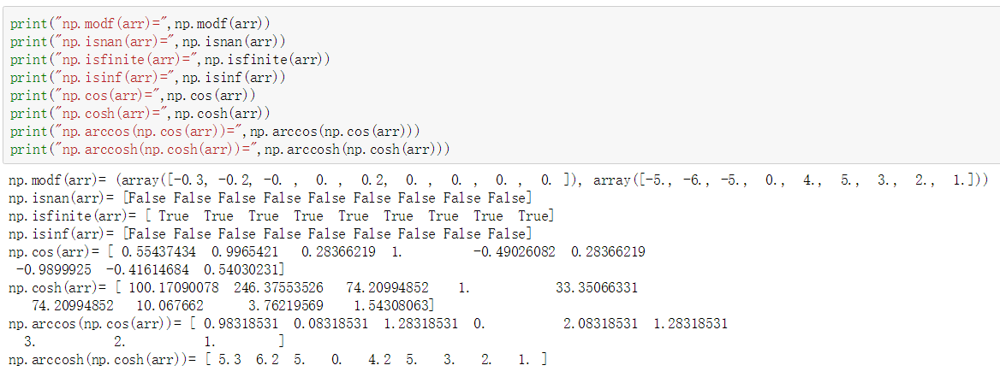 print("np.modf(arr)=",np.modf(arr))
print("np.isnan(arr)=",np.isnan(arr))
print("np.isfinite(arr)=",np.isfinite(arr))
print("np.isinf(arr)=",np.isinf(arr))
print("np.cos(arr)=",np.cos(arr))
print("np.cosh(arr)=",np.cosh(arr))
print("np.arccos(np.cos(arr))=",np.arccos(np.cos(arr)))
print("np.arccosh(np.cosh(arr))=",np.arccosh(np.cosh(arr)))
np.modf(arr)= (array([-0.3, -0.2, -0. ,  0. ,  0.2,  0. ,  0. ,  0. ,  0. ]), array([-5., -6., -5.,  0.,  4.,  5.,  3.,  2.,  1.]))
np.isnan(arr)= [False False False False False False False False False]
np.isfinite(arr)= [ True  True  True  True  True  True  True  True  True]
np.isinf(arr)= [False False False False False False False False False]
np.cos(arr)= [ 0.55437434  0.9965421   0.28366219  1.         -0.49026082  0.28366219
 -0.9899925  -0.41614684  0.54030231]
np.cosh(arr)= [ 100.17090078  246.37553526   74.20994852    1.           33.35066331
   74.20994852   10.067662      3.76219569    1.54308063]
np.arccos(np.cos(arr))= [ 0.98318531  0.08318531  1.28318531  0.          2.08318531  1.28318531
  3.          2.          1.        ]
np.arccosh(np.cosh(arr))= [ 5.3  6.2  5.   0.   4.2  5.   3.   2.   1. ]